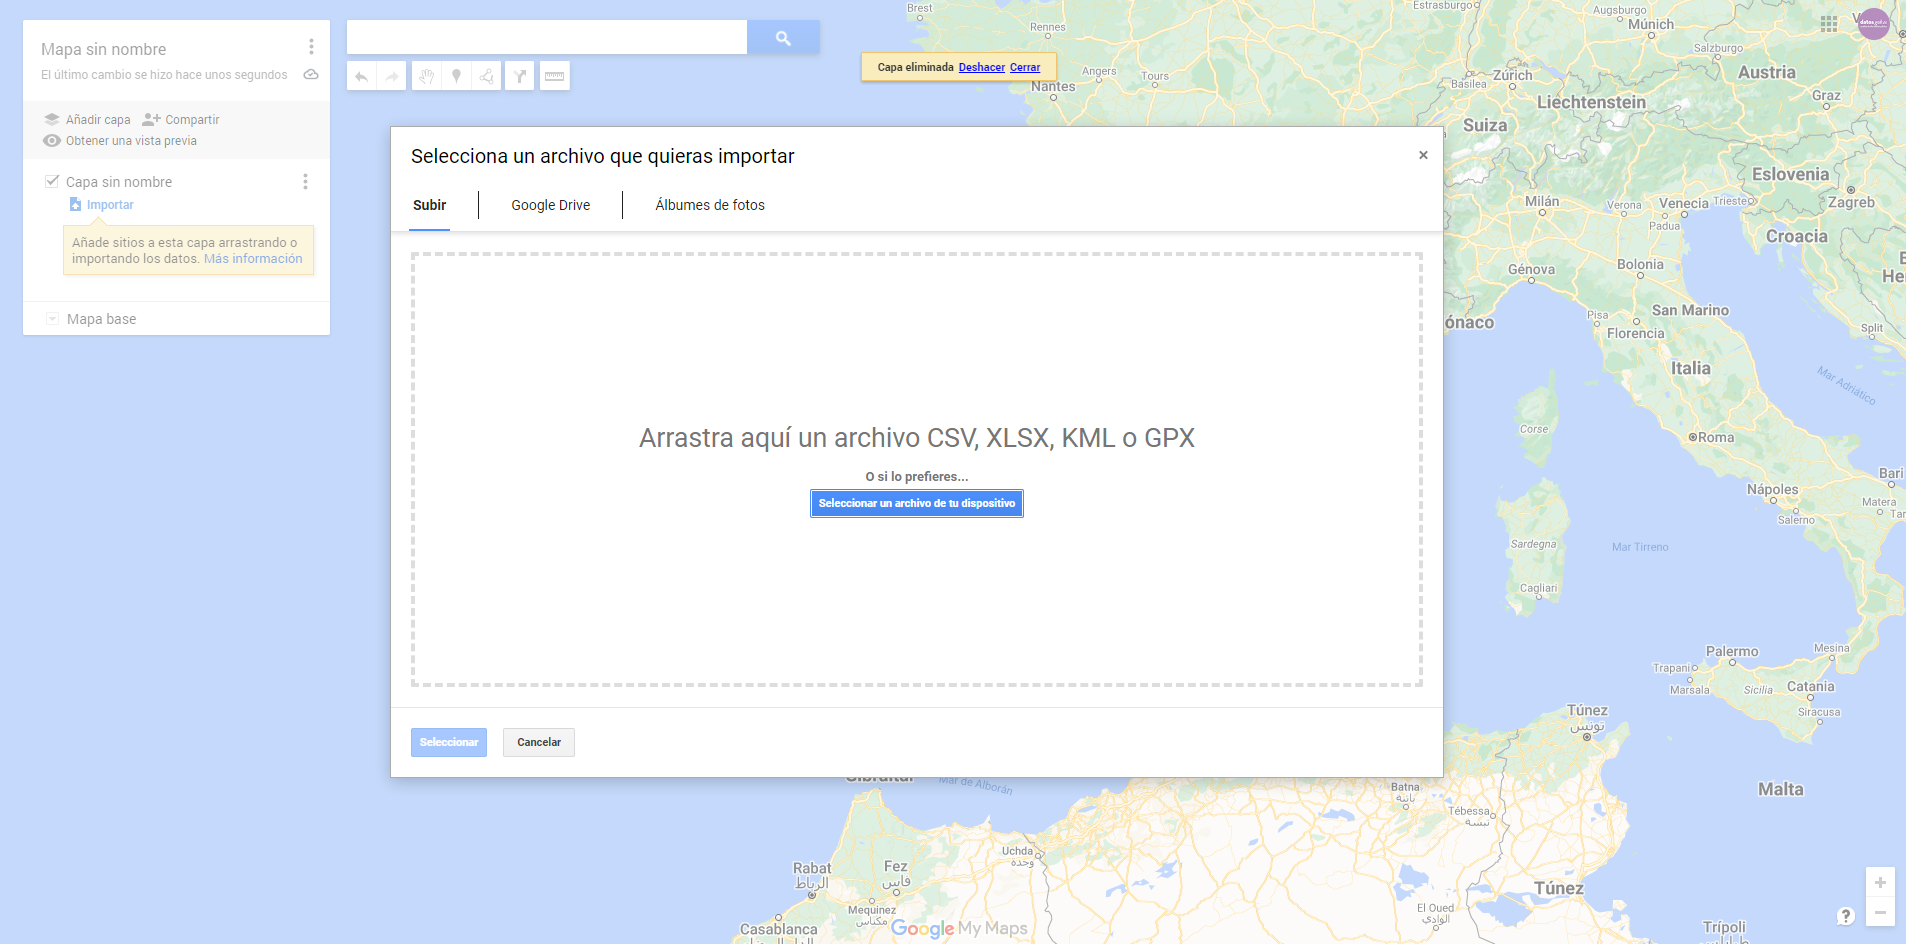 Mapa sin nombre
El último cambio se hizo hace unos segundos
Añadir capa
Compartir
Obtener una vista previa
Capa sin nombre
Importar
Añade sitios a esta capa arrastrando o
importando los datos. Más información
Mapa base
Capa eliminada Deshacer Cerrar
Selecciona un archivo que quieras importar
×
Subir
Google Drive
Álbumes de fotos
Arrastra aquí un archivo CSV, XLSX, KML o GPX
O si lo prefieres...
Seleccionar un archivo de tu dispositivo
Seleccionar
Cancelar
Brest
Rennes
Angers
Tours
Nantes
Estrasburgo
Augsburgo
Múnich
Salzburgo
Austria
Zúrich
Basilea
Liechtenstein
Graz
Suiza
Eslovenia
Milán
Verona
Venecia
Trieste
Zagreb
Padua
Croacia
Génova
Bolonia
San Marino
Pisa
Florencia
Split
ónaco
Italia
Mar Adriático
Corse
Roma
Bari
Nápoles
Matera
Salerno
Sardegna
Mar Tirreno
Cagliari
Palermo
Mesina
Trapani
Marsala
Sicilia
Catania
Siracusa
Túnez
تونس
Malta
Gibraltar
Mar de Alborán
Batna
باتنة
Tébessa
تبسة
Uchda
وجدة
Rabat
الرباط
Fez
فاس
Mequinez
مكناس
Casablanca
Túnez
El Oued
الوادي
Trípoli
Google My Maps
?
+
−